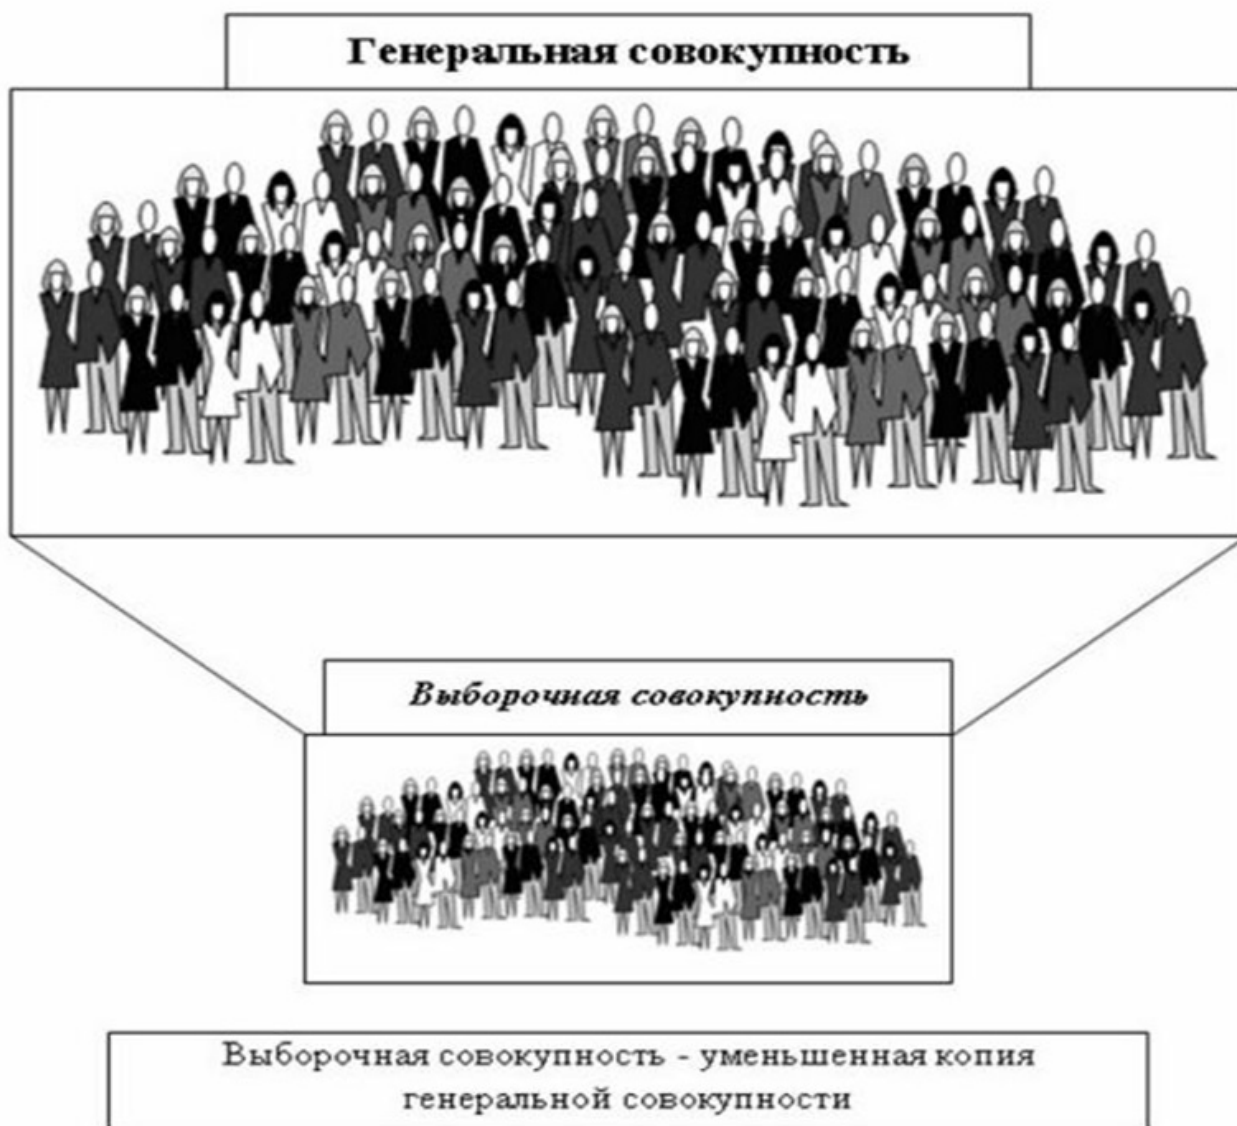 Генеральная совокупность
Выборочная совокупность
Выборочная совокупность - уменьшенная копия
генеральной совокупности